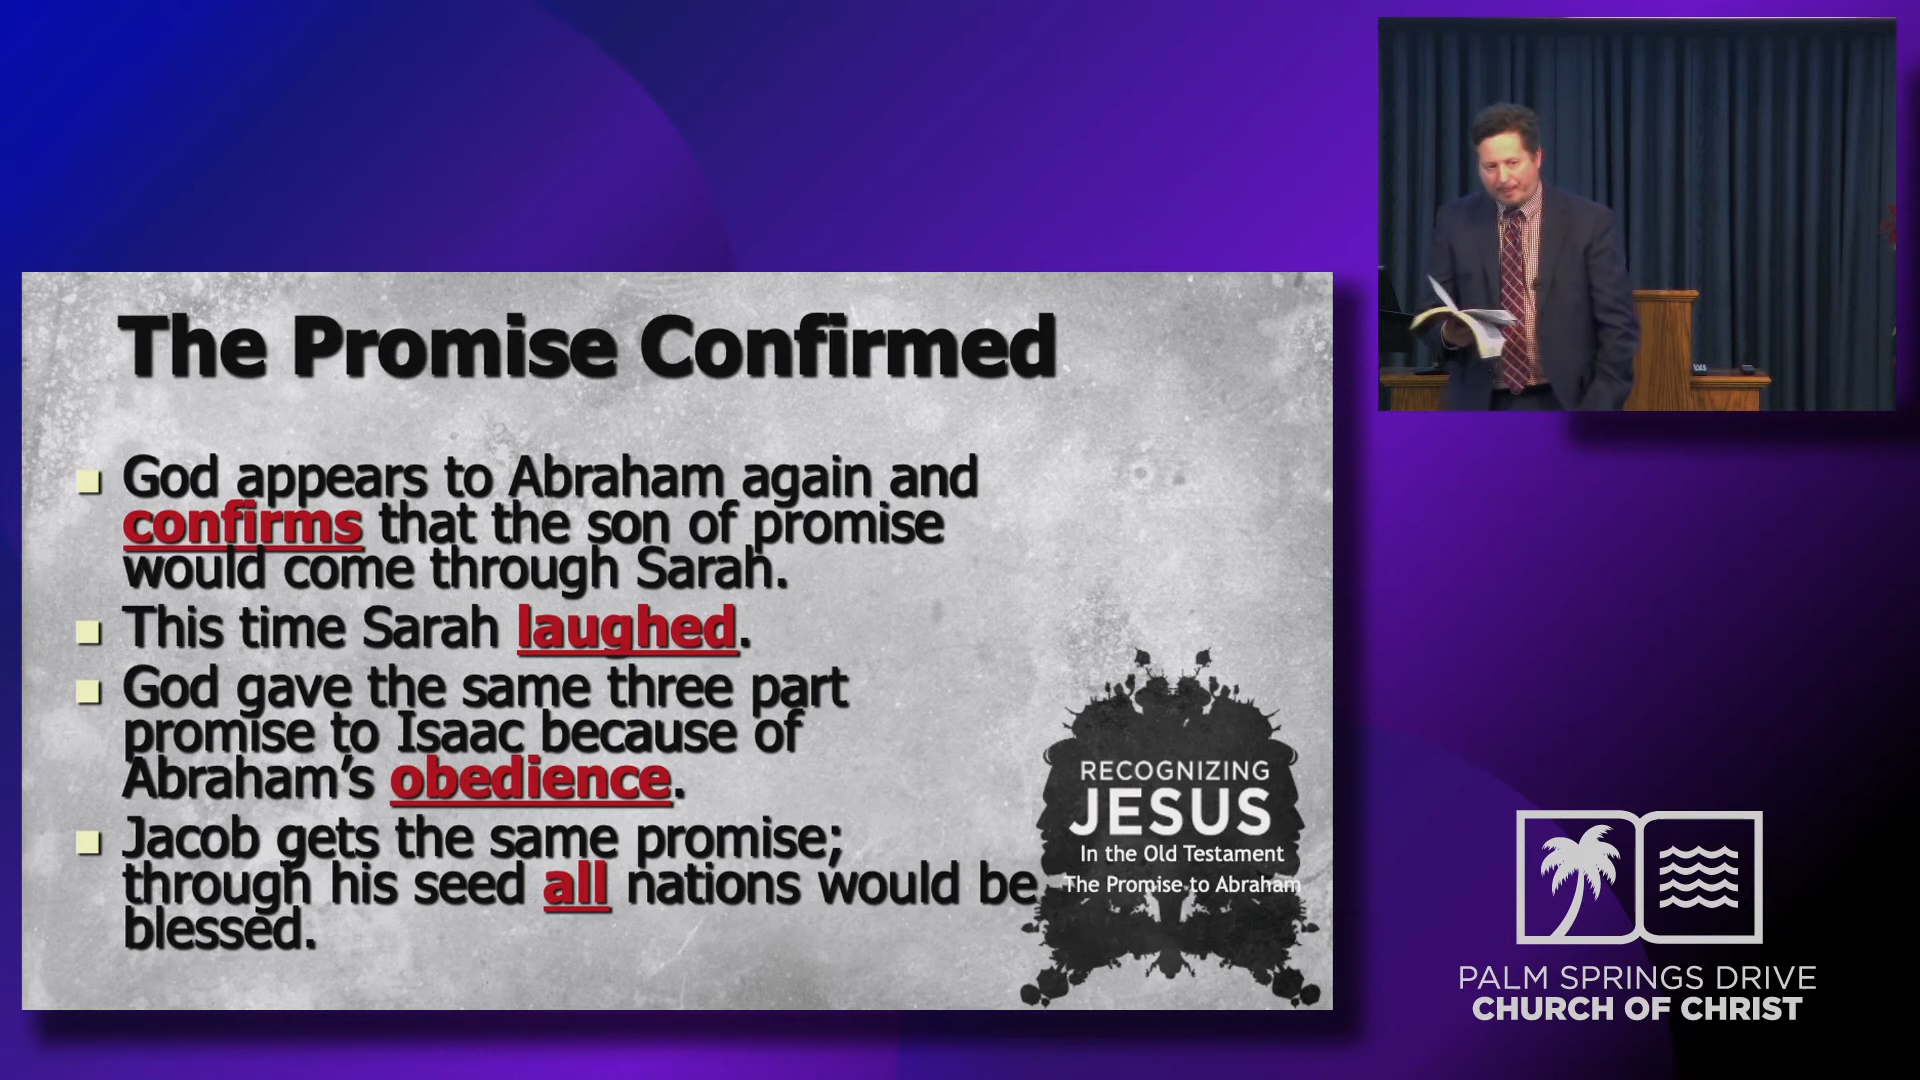 The Promise Confirmed
God appears to Abraham again and
confirms that the son of promise
would come through Sarah.
This time Sarah laughed.
God gave the same three part
promise to Isaac because of
Abraham's obedience.
Jacob gets the same promise;
through his seed all nations would be
blessed.
RECOGNIZING
JESUS
In the Old Testament
The Promise to Abraham
PALM SPRINGS DRIVE
CHURCH OF CHRIST